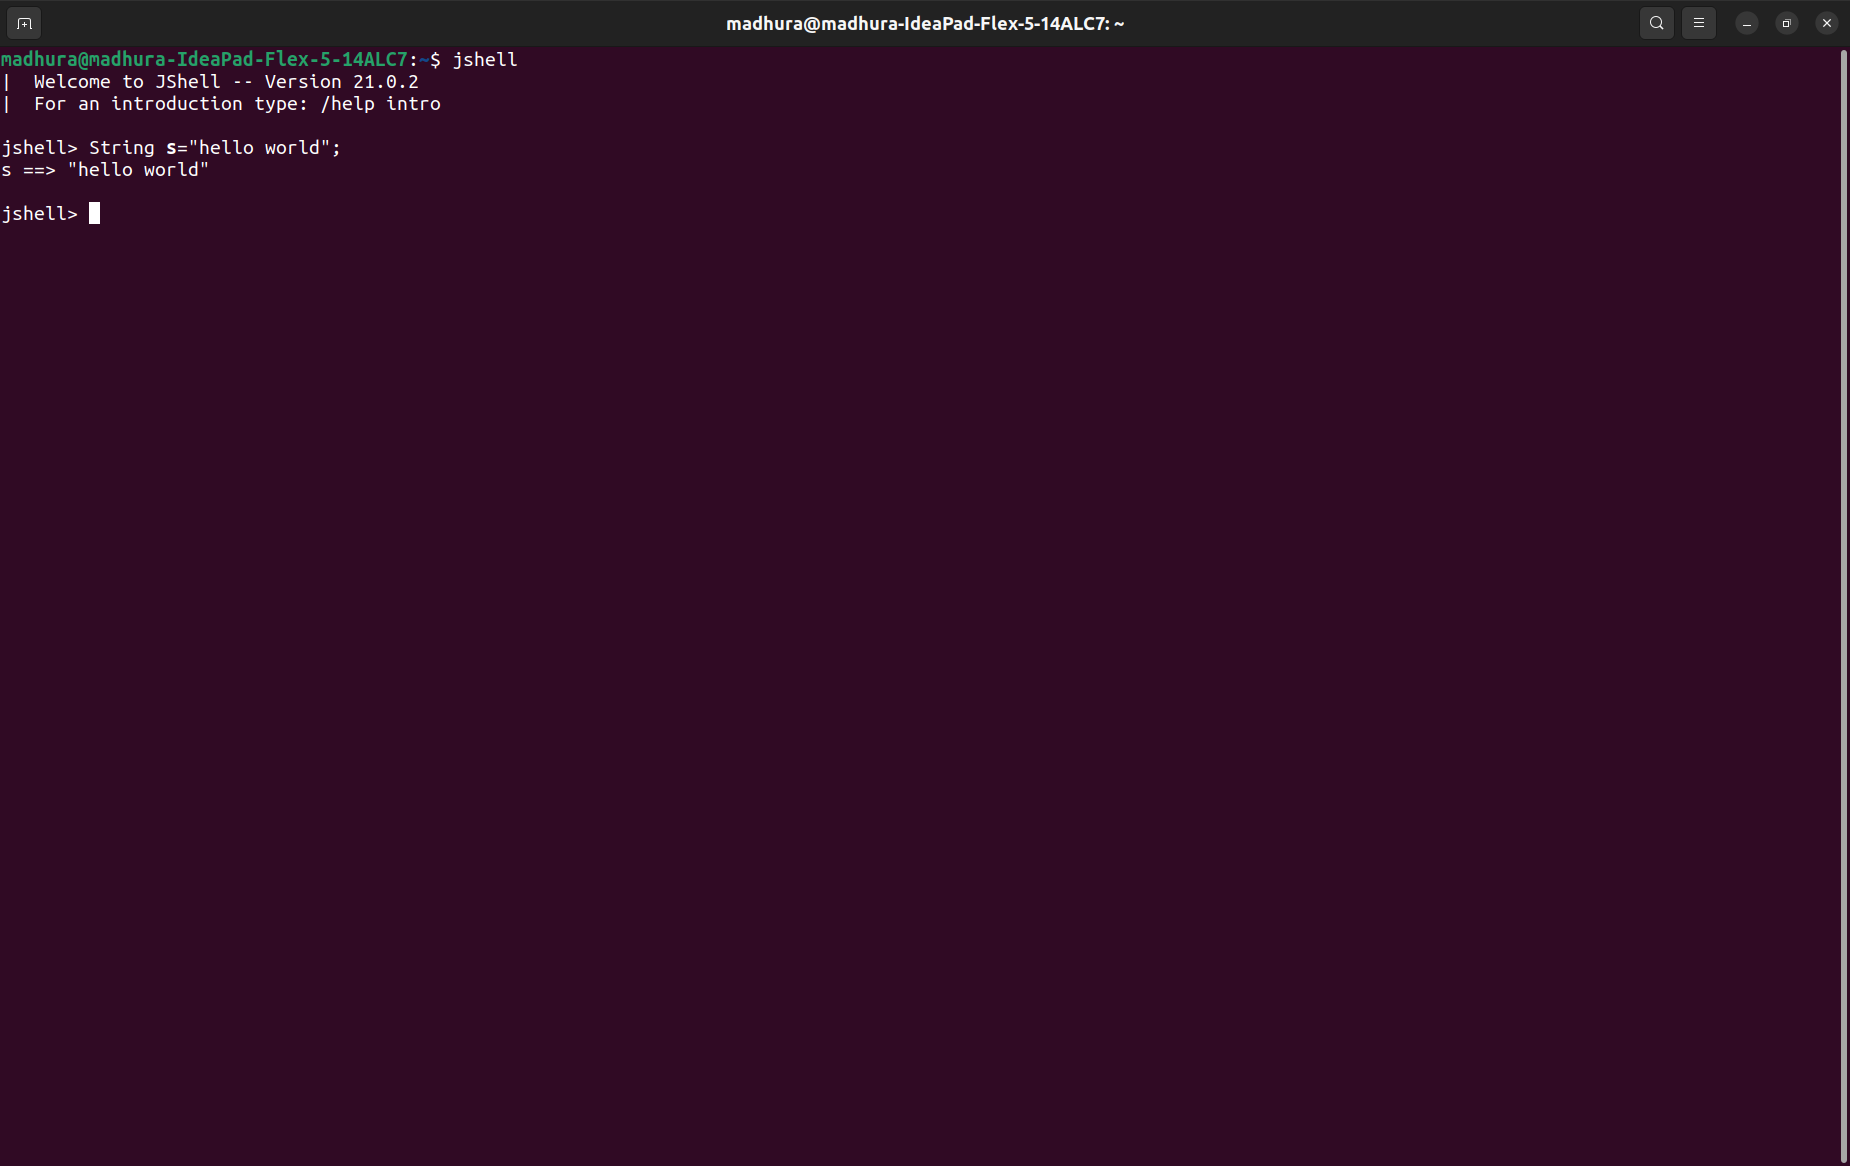 madhura@madhura-IdeaPad-Flex-5-14ALC7: ~
madhura@madhura-IdeaPad-Flex-5-14ALC7:~$ jshell
|  Welcome to JShell -- Version 21.0.2
|  For an introduction type: /help intro
jshell> String s="hello world";
s ==> "hello world"
jshell>